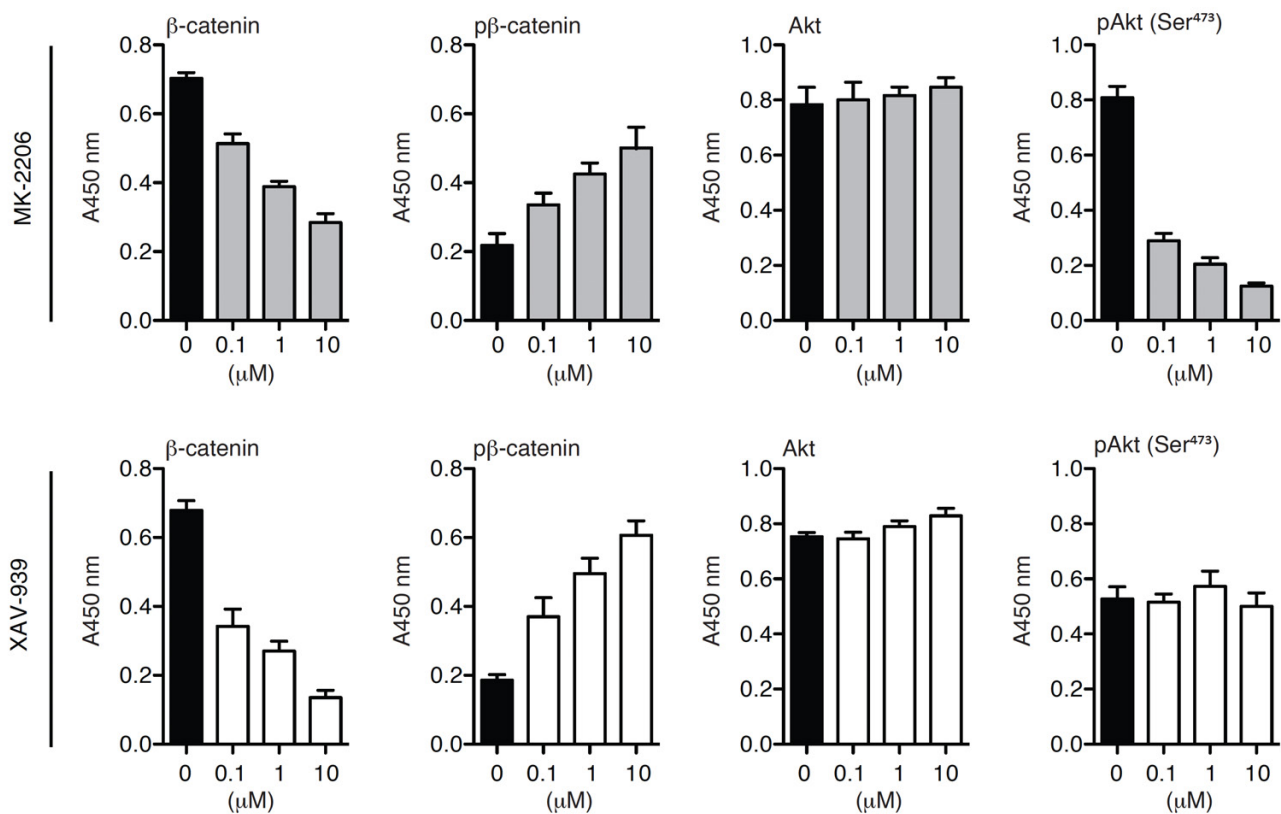 MK-2206
β-catenin
A450 nm
0.8
0.6
0.4
0.2
0.0
0 0.1 1 10
(μM)
pβ-catenin
A450 nm
0.8
0.6
0.4
0.2
0.0
0 0.1 1 10
(μM)
Akt
A450 nm
1.0
0.8
0.6
0.4
0.2
0.0
0 0.1 1 10
(μM)
pAkt (Ser⁴⁷³)
A450 nm
1.0
0.8
0.6
0.4
0.2
0.0
0 0.1 1 10
(μM)
XAV-939
β-catenin
A450 nm
0.8
0.6
0.4
0.2
0.0
0 0.1 1 10
(μM)
pβ-catenin
A450 nm
0.8
0.6
0.4
0.2
0.0
0 0.1 1 10
(μM)
Akt
A450 nm
1.0
0.8
0.6
0.4
0.2
0.0
0 0.1 1 10
(μM)
pAkt (Ser⁴⁷³)
A450 nm
1.0
0.8
0.6
0.4
0.2
0.0
0 0.1 1 10
(μM)